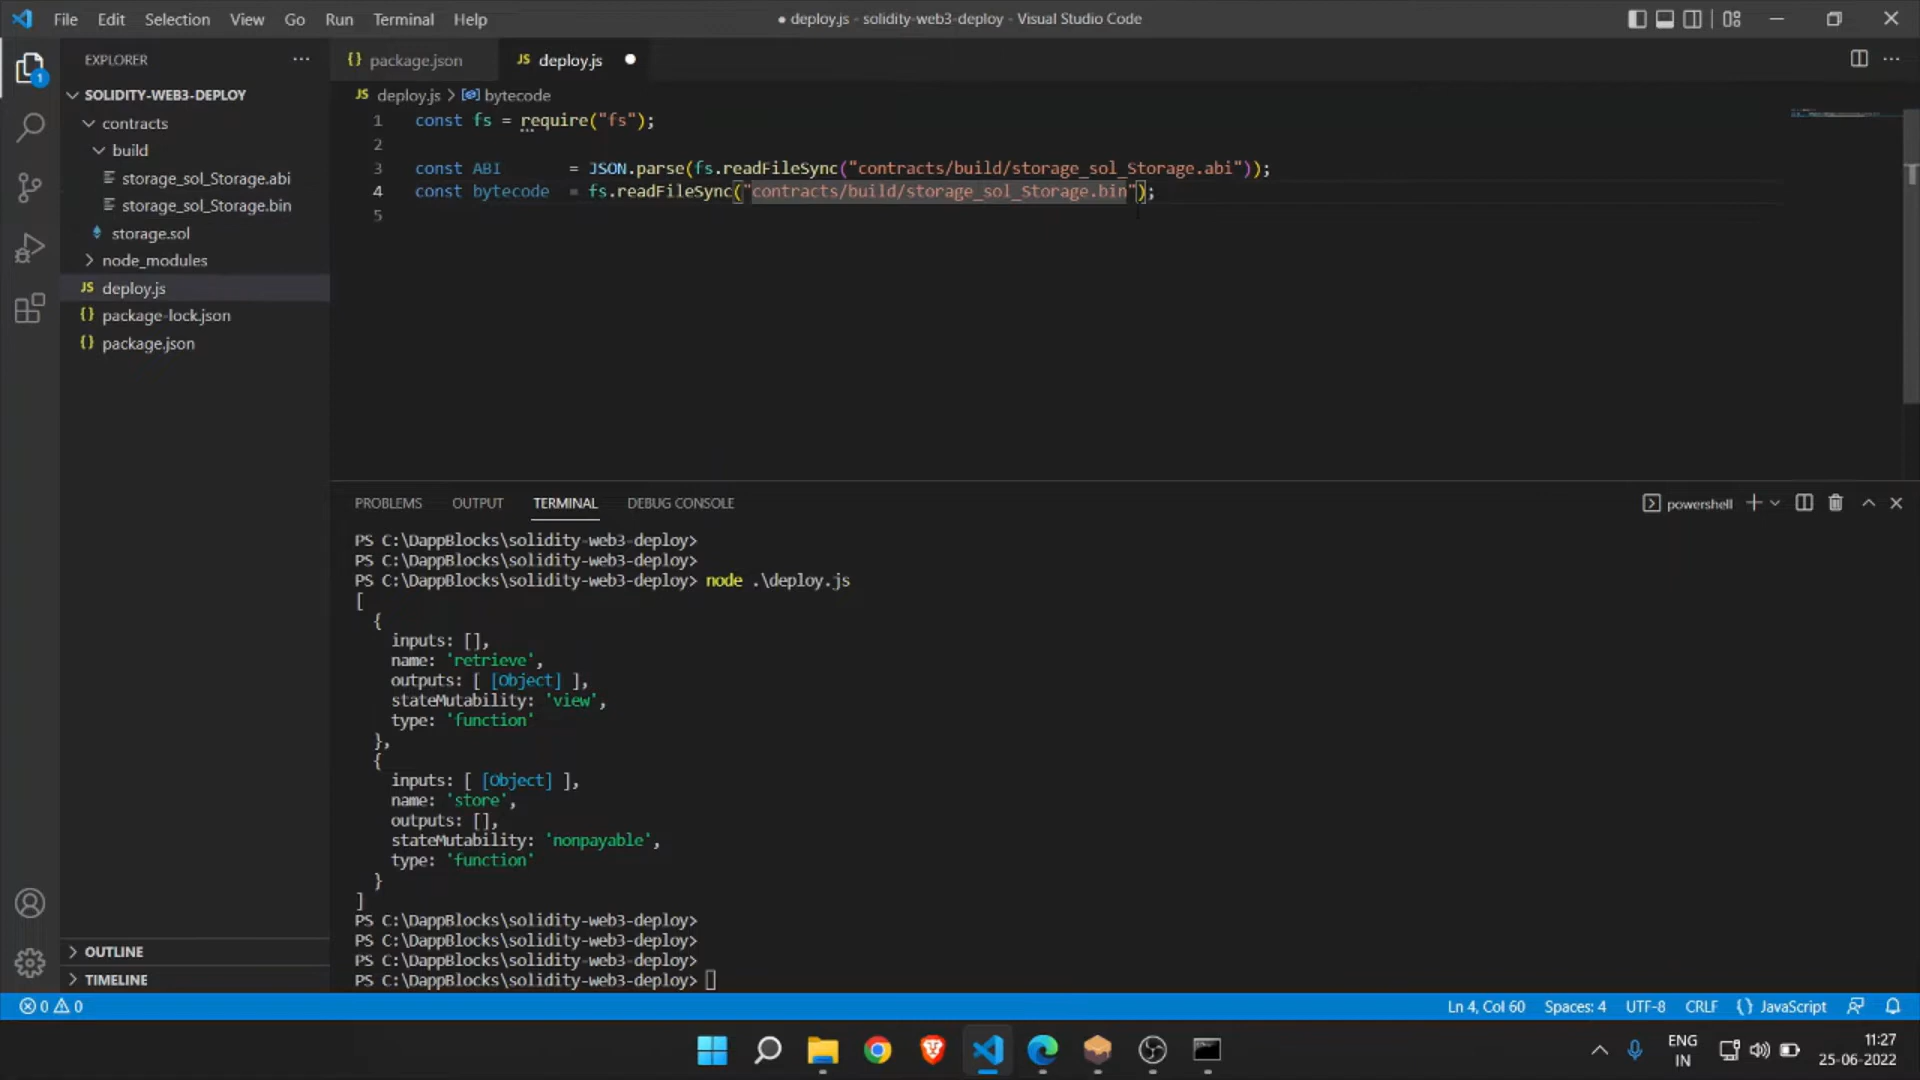 File Edit Selection View Go Run Terminal Help
● deploy.js - solidity-web3-deploy - Visual Studio Code
EXPLORER
SOLIDITY-WEB3-DEPLOY
contracts
build
storage_sol_Storage.abi
storage_sol_Storage.bin
storage.sol
node_modules
JS deploy.js
{} package-lock.json
{} package.json
OUTLINE
TIMELINE
1
{} package.json
JS deploy.js ●
JS deploy.js > bytecode
1 const fs = require("fs");
2
3 const ABI = JSON.parse(fs.readFileSync("contracts/build/storage_sol_Storage.abi"));
4 const bytecode = fs.readFileSync("contracts/build/storage_sol_Storage.bin");
5
PROBLEMS OUTPUT TERMINAL DEBUG CONSOLE
powershell
PS C:\DappBlocks\solidity-web3-deploy>
PS C:\DappBlocks\solidity-web3-deploy>
PS C:\DappBlocks\solidity-web3-deploy> node .\deploy.js
[
{
inputs: [],
name: 'retrieve',
outputs: [ [Object] ],
stateMutability: 'view',
type: 'function'
},
{
inputs: [ [Object] ],
name: 'store',
outputs: [],
stateMutability: 'nonpayable',
type: 'function'
}
]
PS C:\DappBlocks\solidity-web3-deploy>
PS C:\DappBlocks\solidity-web3-deploy>
PS C:\DappBlocks\solidity-web3-deploy>
PS C:\DappBlocks\solidity-web3-deploy>
0 0
Ln 4, Col 60 Spaces: 4 UTF-8 CRLF {} JavaScript
ENG
IN
11:27
25-06-2022